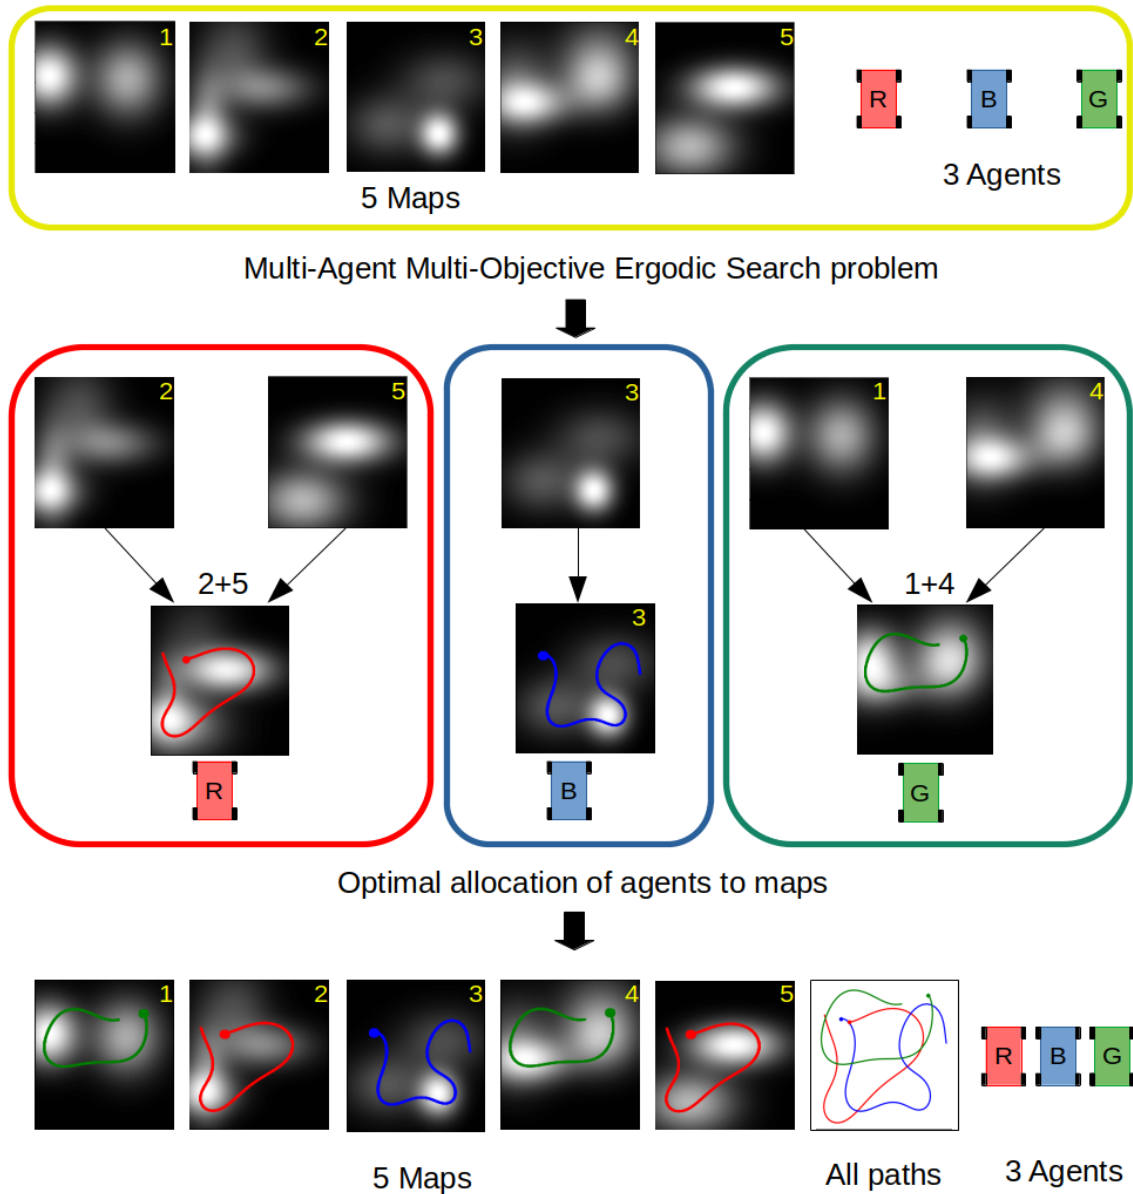 1 2 3 4 5
R B G
5 Maps
3 Agents
Multi-Agent Multi-Objective Ergodic Search problem
2 5
2+5
R
3
3
B
1 4
1+4
G
Optimal allocation of agents to maps
1 2 3 4 5
R B G
5 Maps
All paths
3 Agents